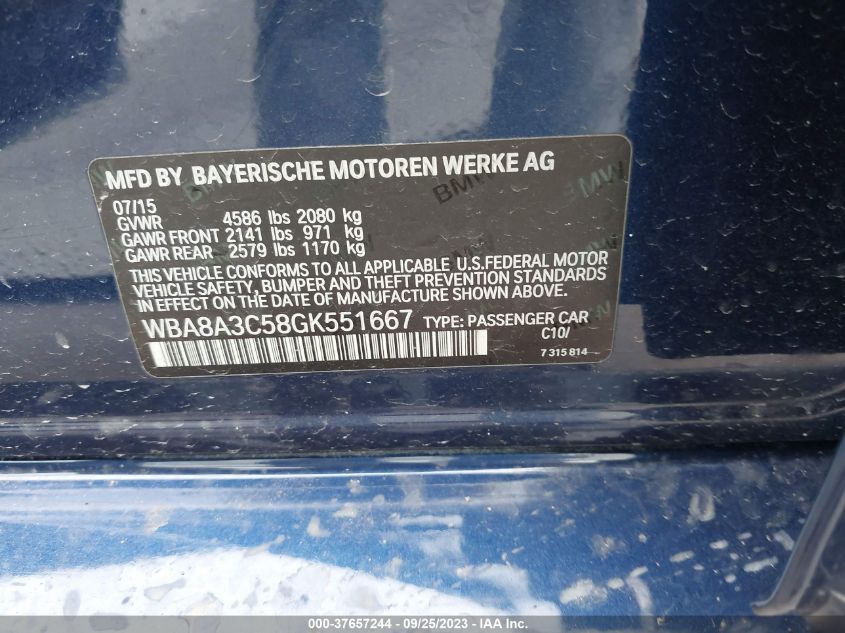 MFD BY BAYERISCHE MOTOREN WERKE AG
07/15
GVWR 4586 lbs 2080 kg
GAWR FRONT 2141 lbs 971 kg
GAWR REAR 2579 lbs 1170 kg
THIS VEHICLE CONFORMS TO ALL APPLICABLE U.S.FEDERAL MOTOR
VEHICLE SAFETY, BUMPER AND THEFT PREVENTION STANDARDS
IN EFFECT ON THE DATE OF MANUFACTURE SHOWN ABOVE.
WBA8A3C58GK551667 TYPE: PASSENGER CAR
C10/
7 315 814
000-37657244 - 09/25/2023 - IAAI.COM